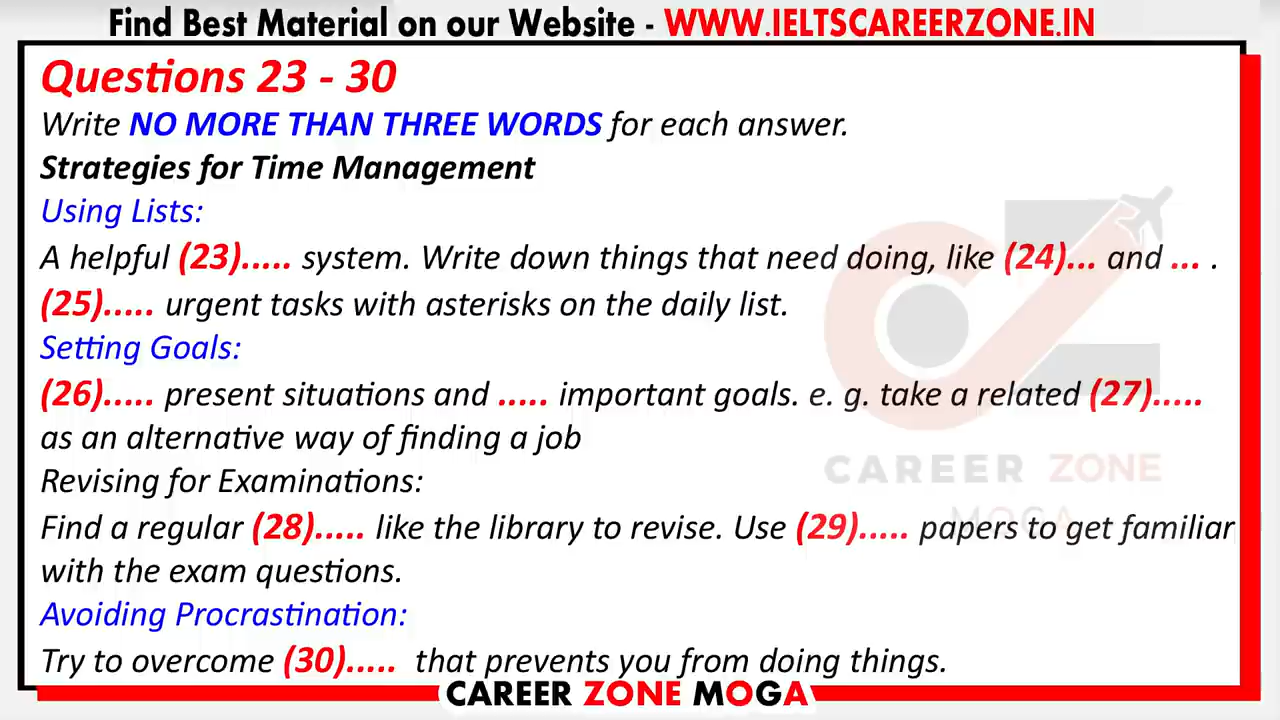 Find Best Material on our Website - WWW.IELTSCAREERZONE.IN
Questions 23 - 30
Write NO MORE THAN THREE WORDS for each answer.
Strategies for Time Management
Using Lists:
A helpful (23)..... system. Write down things that need doing, like (24)... and ... .
(25)..... urgent tasks with asterisks on the daily list.
Setting Goals:
(26)..... present situations and ..... important goals. e. g. take a related (27).....
as an alternative way of finding a job
CAREER ZONE
Revising for Examinations:
MOGA
Find a regular (28)..... like the library to revise. Use (29)..... papers to get familiar
with the exam questions.
Avoiding Procrastination:
Try to overcome (30)..... that prevents you from doing things.
CAREER ZONE MOGA